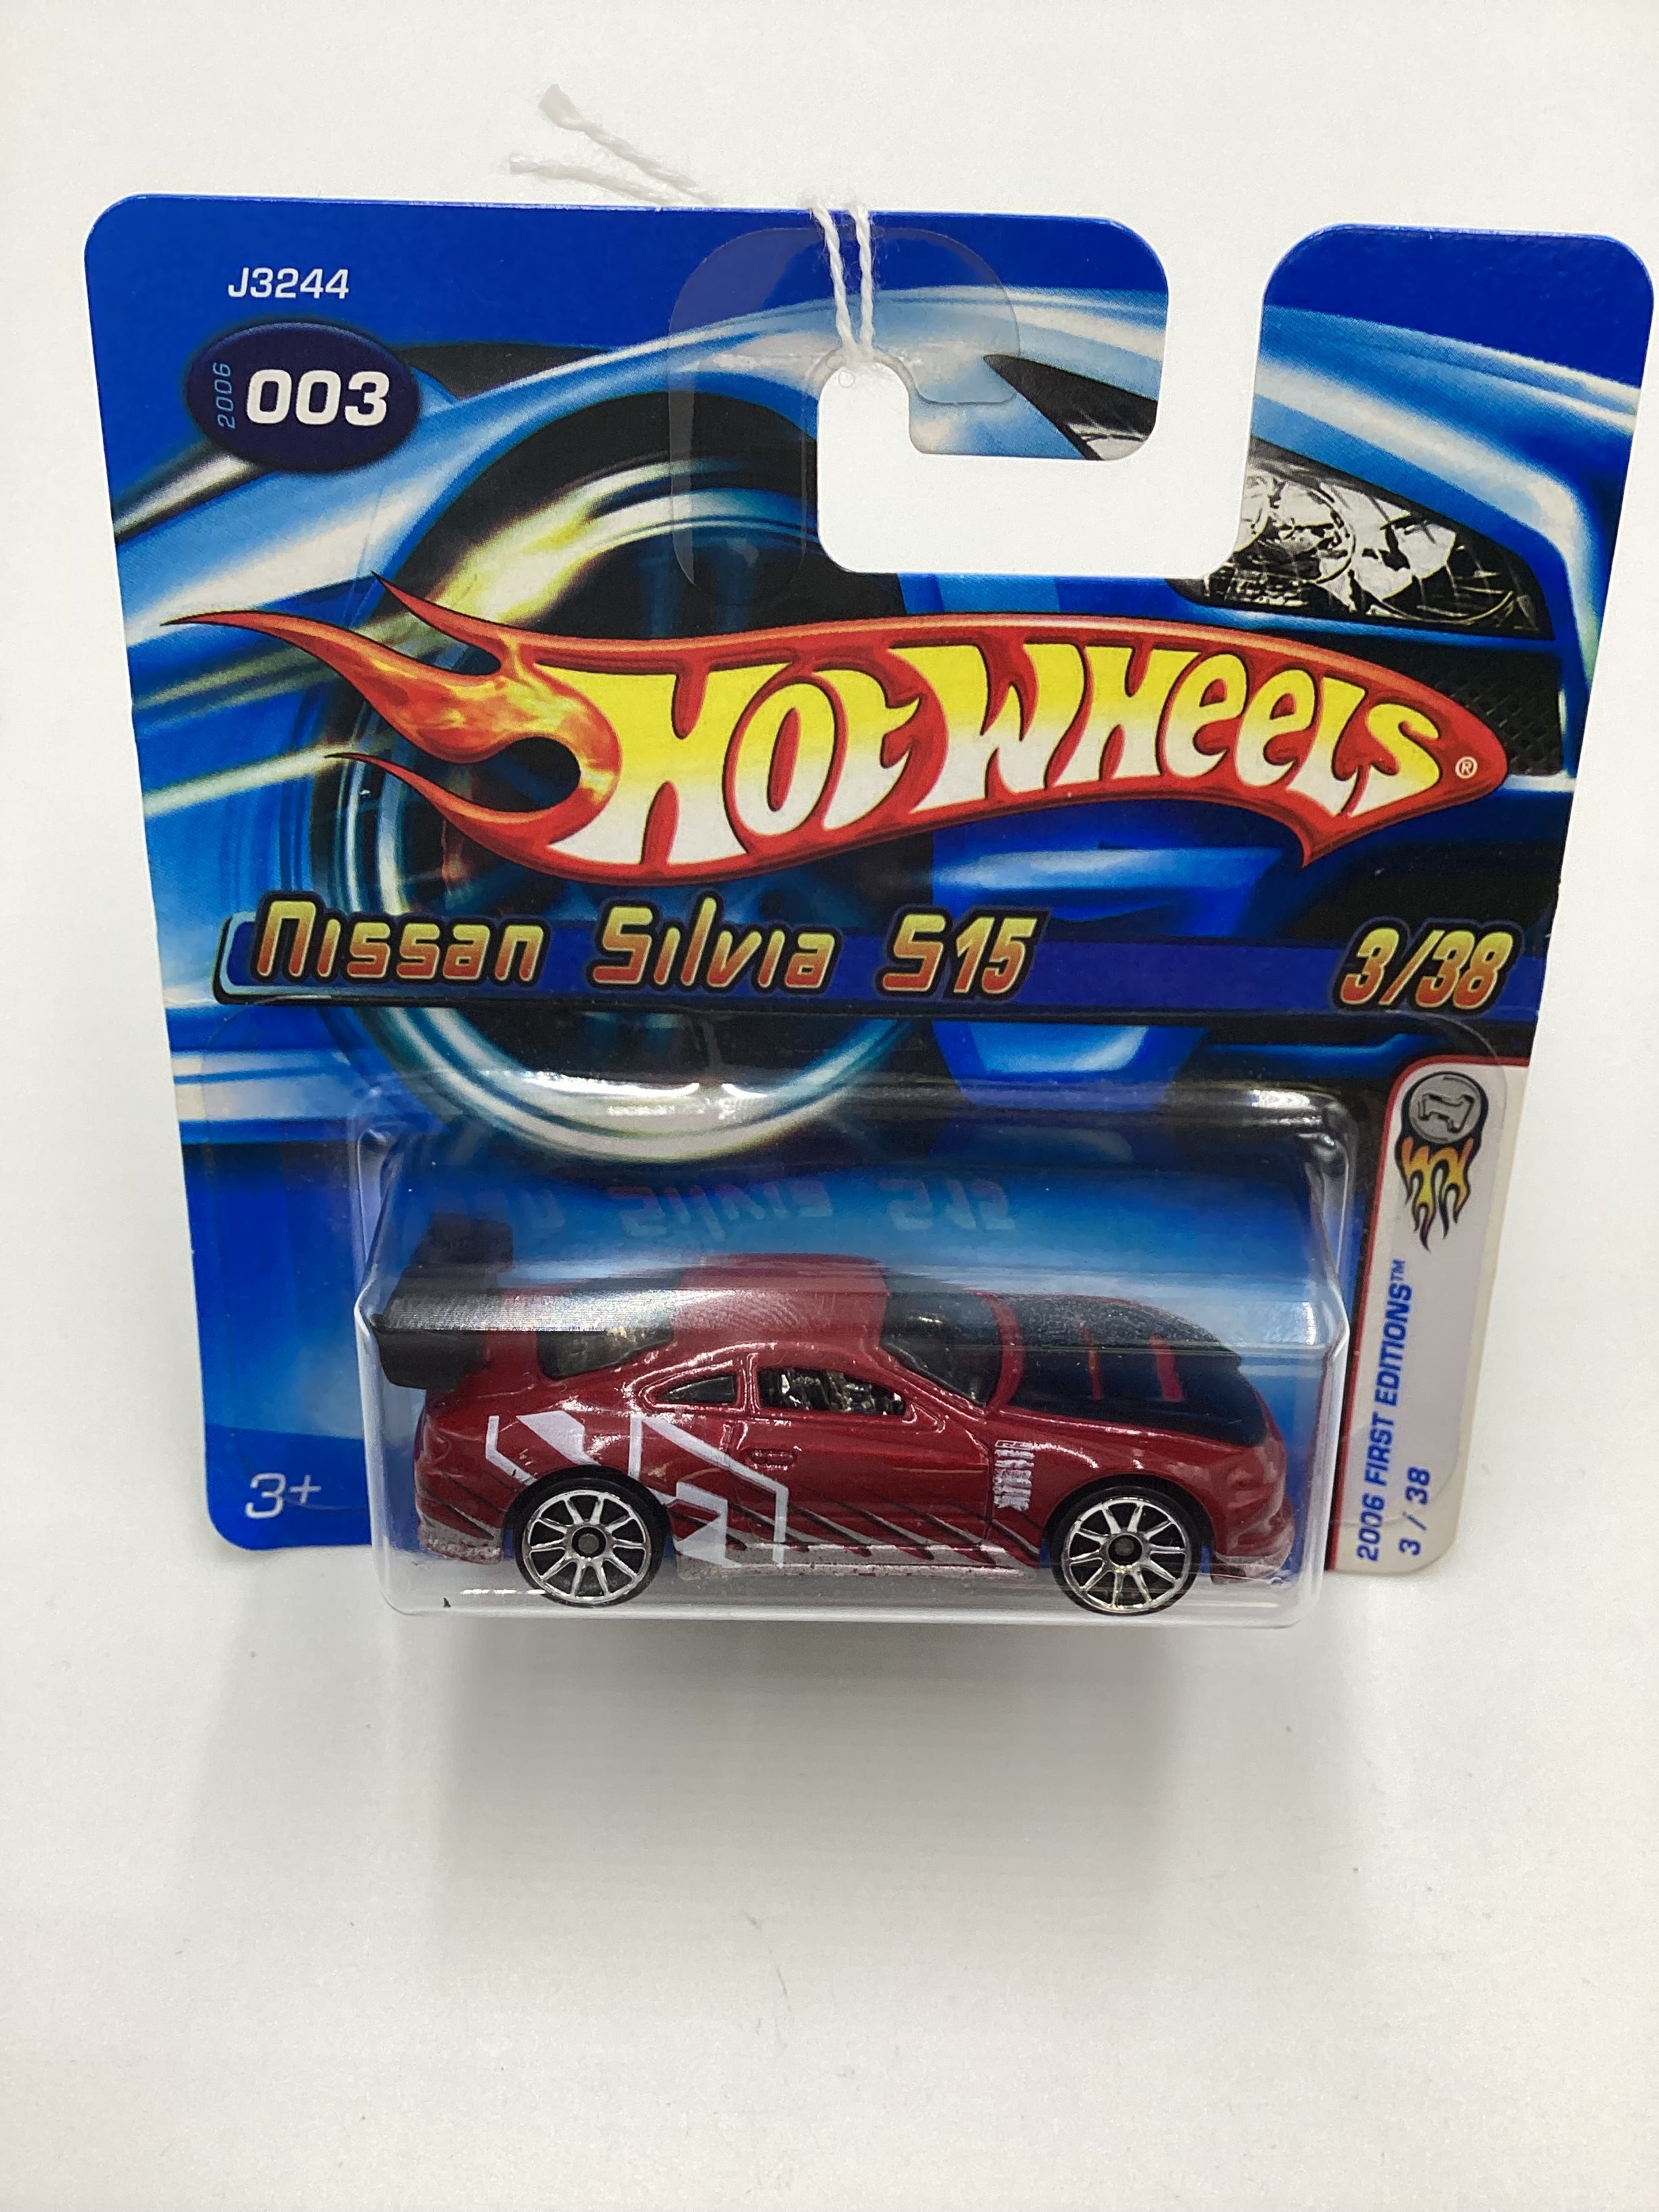 J3244
2006
003
Hot Wheels®
Nissan Silvia S15
3/38
2006 FIRST EDITIONS™
3 / 38
3+